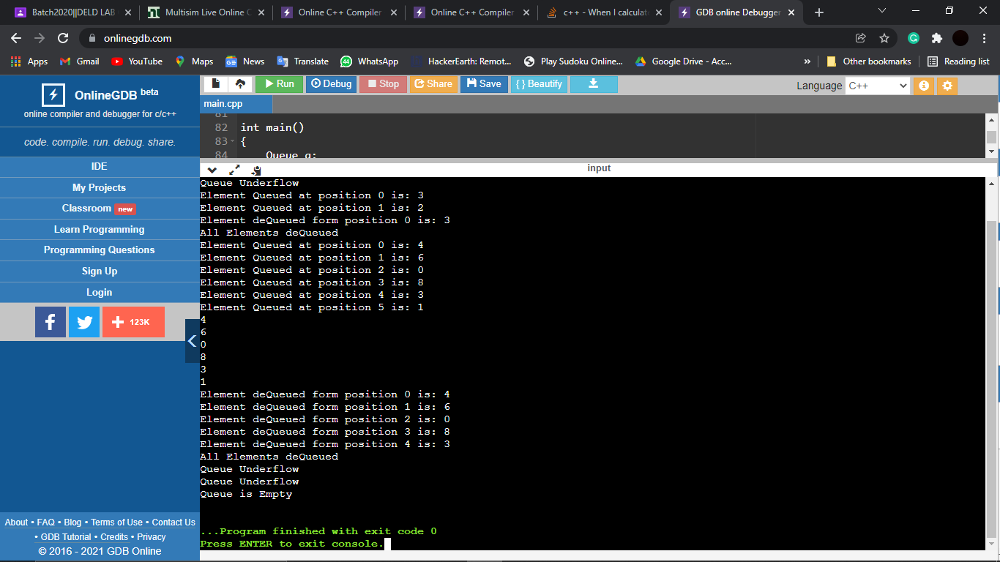 Batch2020||DELD LAB
Multisim Live Online C
Online C++ Compiler
Online C++ Compiler
c++ - When I calculat
GDB online Debugger
onlinegdb.com
Apps
Gmail
YouTube
Maps
News
Translate
44
WhatsApp
HackerEarth: Remot...
Play Sudoku Online...
Google Drive - Acc...
»
Other bookmarks
Reading list
OnlineGDB beta
online compiler and debugger for c/c++
code. compile. run. debug. share.
IDE
My Projects
Classroom new
Learn Programming
Programming Questions
Sign Up
Login
f
+ 123K
About • FAQ • Blog • Terms of Use • Contact Us
• GDB Tutorial • Credits • Privacy
© 2016 - 2021 GDB Online
Run
Debug
Stop
Share
Save
{ } Beautify
Language C++
main.cpp
81
82 int main()
83 {
84 Queue q;
input
Queue Underflow
Element Queued at position 0 is: 3
Element Queued at position 1 is: 2
Element deQueued form position 0 is: 3
All Elements deQueued
Element Queued at position 0 is: 4
Element Queued at position 1 is: 6
Element Queued at position 2 is: 0
Element Queued at position 3 is: 8
Element Queued at position 4 is: 3
Element Queued at position 5 is: 1
4
6
0
8
3
1
Element deQueued form position 0 is: 4
Element deQueued form position 1 is: 6
Element deQueued form position 2 is: 0
Element deQueued form position 3 is: 8
Element deQueued form position 4 is: 3
All Elements deQueued
Queue Underflow
Queue Underflow
Queue is Empty
...Program finished with exit code 0
Press ENTER to exit console.